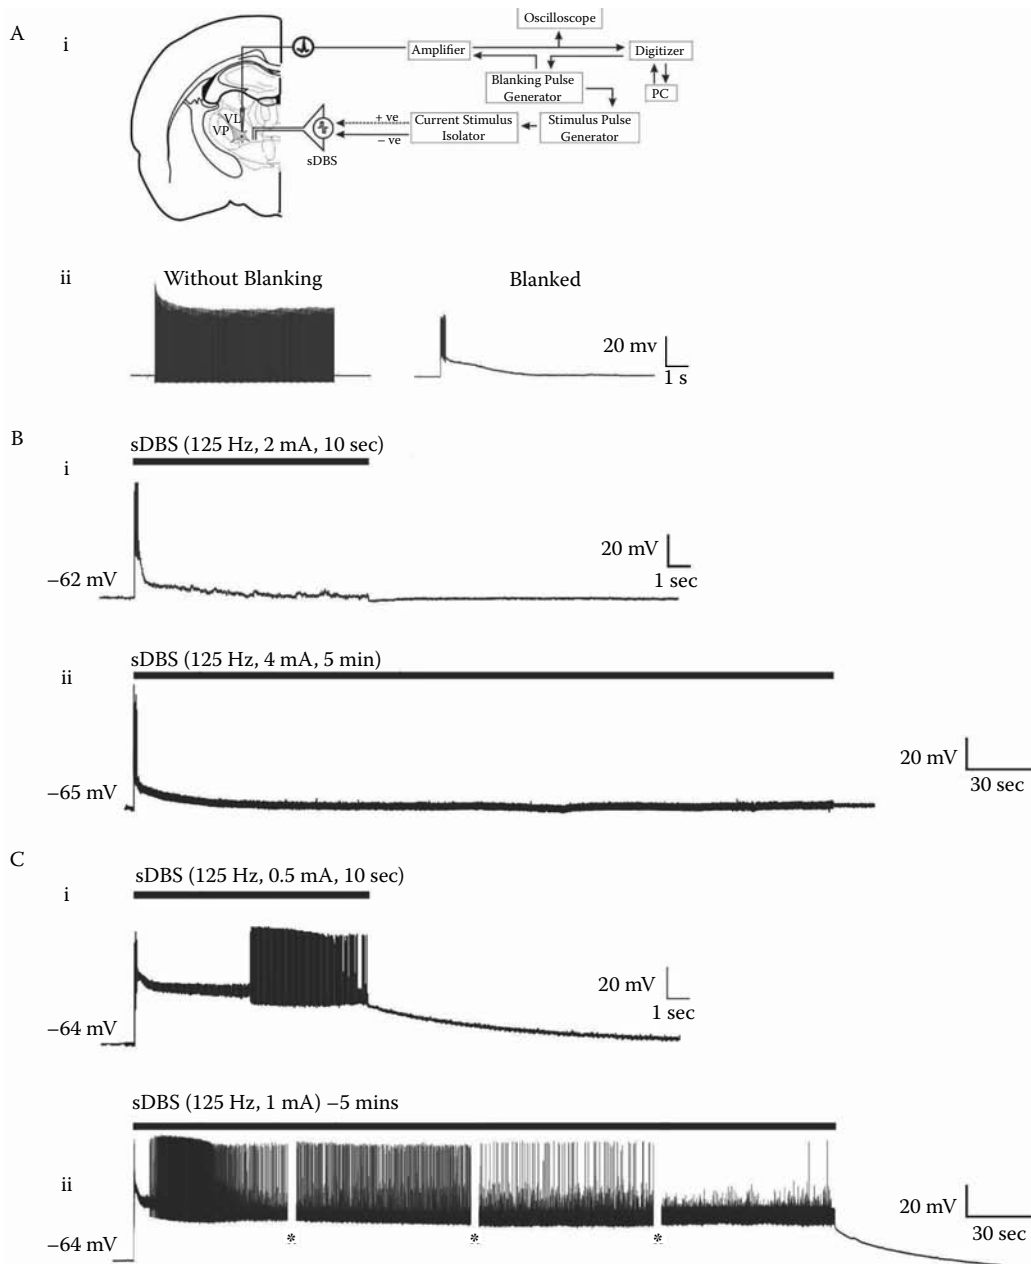 A
i
Oscilloscope
Amplifier
Digitizer
Blanking Pulse
Generator
PC
VL
VP
+ ve
Current Stimulus
Isolator
Stimulus Pulse
Generator
− ve
sDBS
ii
Without Blanking
Blanked
20 mv
1 s
B
sDBS (125 Hz, 2 mA, 10 sec)
i
20 mV
1 sec
−62 mV
sDBS (125 Hz, 4 mA, 5 min)
ii
20 mV
30 sec
−65 mV
C
sDBS (125 Hz, 0.5 mA, 10 sec)
i
20 mV
1 sec
−64 mV
sDBS (125 Hz, 1 mA) −5 mins
ii
20 mV
30 sec
* * *
−64 mV